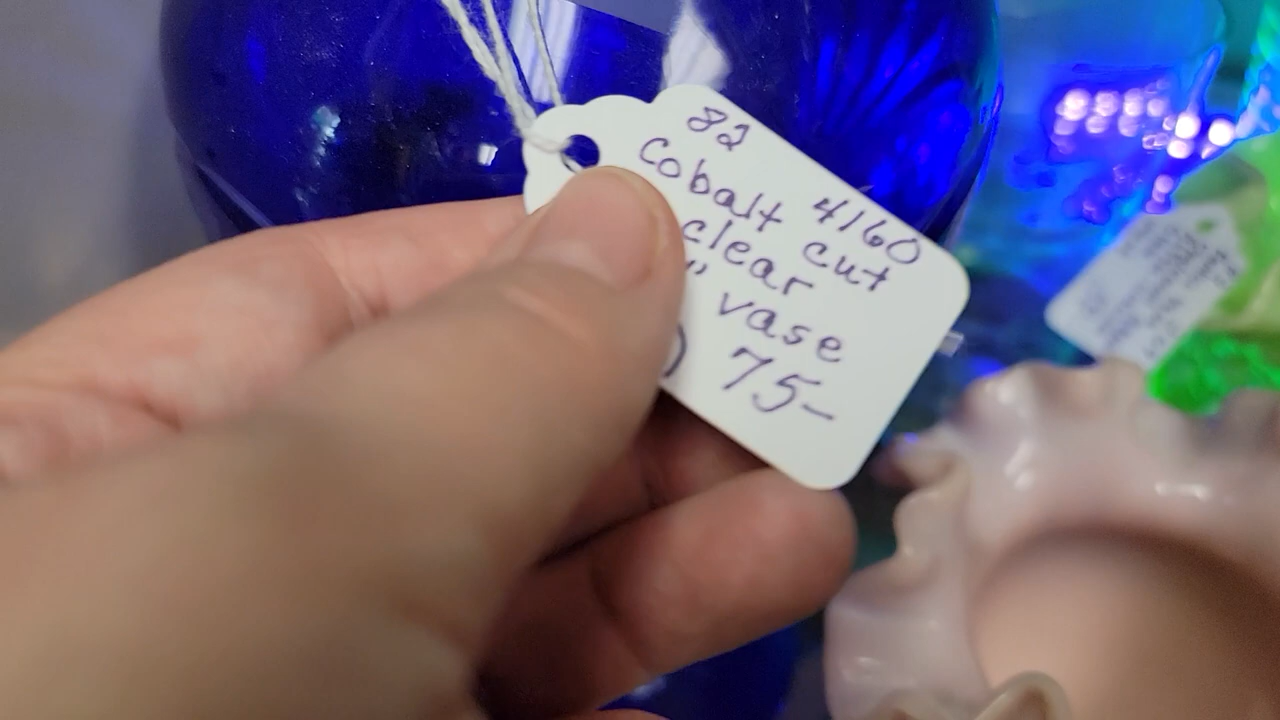 82 4160
cobalt cut
clear
" vase
) 75-